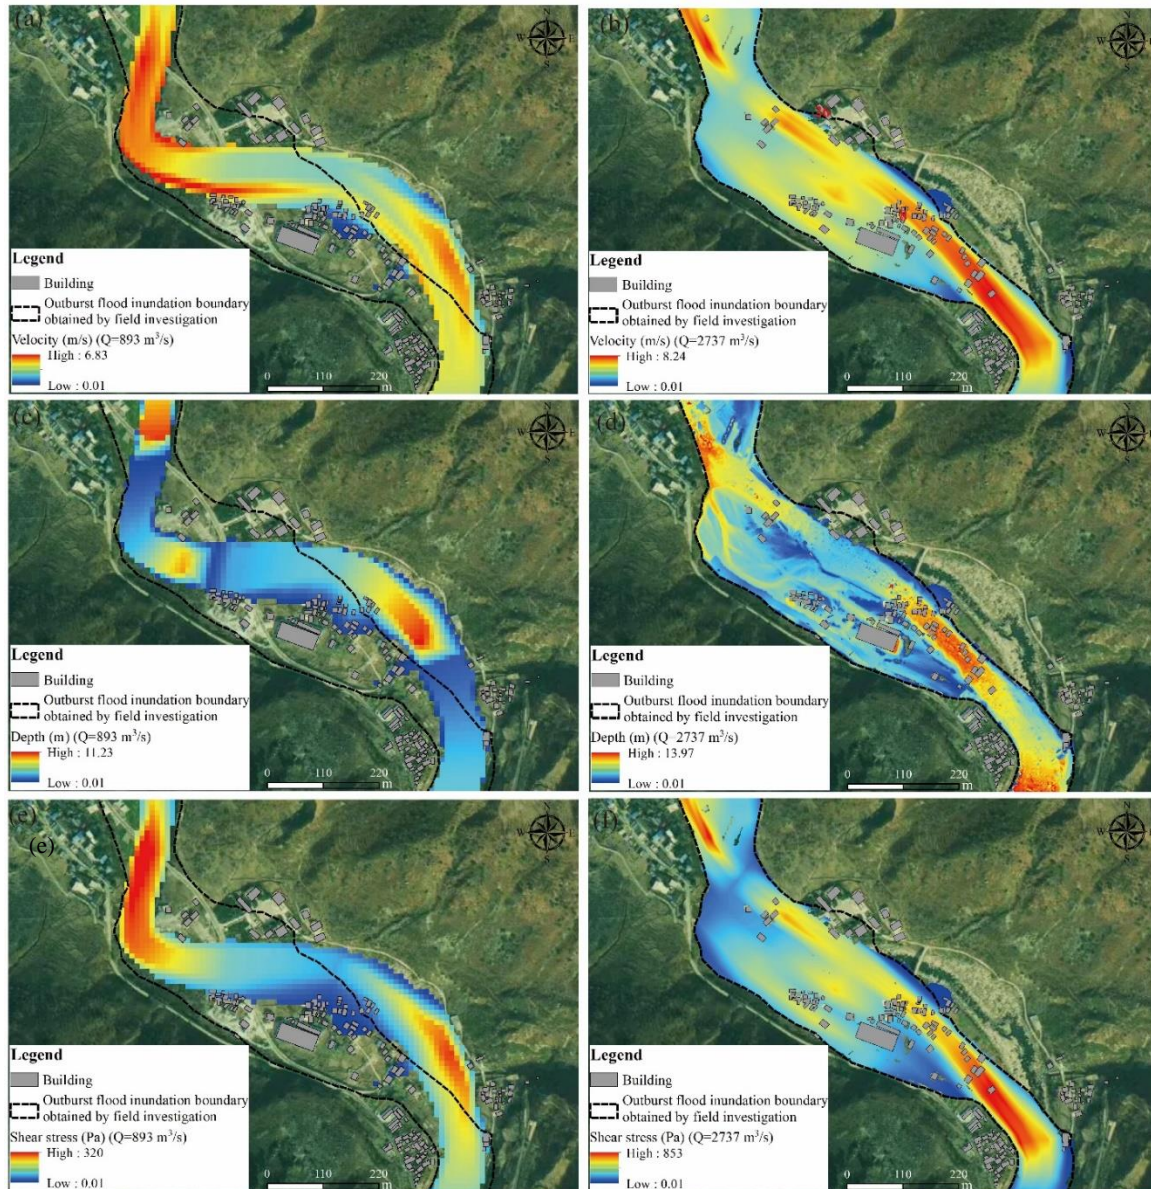 (a)
N
W
E
S
Legend
Building
Outburst flood inundation boundary
obtained by field investigation
Velocity (m/s) (Q=893 m³/s)
High : 6.83
Low : 0.01
0 110 220
m
(b)
N
W
S
Legend
Building
Outburst flood inundation boundary
obtained by field investigation
Velocity (m/s) (Q=2737 m³/s)
High : 8.24
Low : 0.01
0 110 220
m
(c)
N
W
E
S
Legend
Building
Outburst flood inundation boundary
obtained by field investigation
Depth (m) (Q=893 m³/s)
High : 11.23
Low : 0.01
0 110 220
m
(d)
N
W
S
Legend
Building
Outburst flood inundation boundary
obtained by field investigation
Depth (m) (Q=2737 m³/s)
High : 13.97
Low : 0.01
0 110 220
m
(e)
(e)
N
W
E
S
Legend
Building
Outburst flood inundation boundary
obtained by field investigation
Shear stress (Pa) (Q=893 m³/s)
High : 320
Low : 0.01
0 110 220
m
(f)
N
W
S
Legend
Building
Outburst flood inundation boundary
obtained by field investigation
Shear stress (Pa) (Q=2737 m³/s)
High : 853
Low : 0.01
0 110 220
m